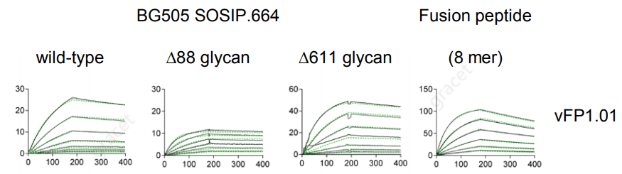 BG505 SOSIP.664 Fusion peptide
wild-type Δ88 glycan Δ611 glycan (8 mer)
30 30 60 150
20 20 40 100
10 10 20 50
0 0 0 0
0 100 200 300 400 0 100 200 300 400 0 100 200 300 400 0 100 200 300 400
vFP1.01